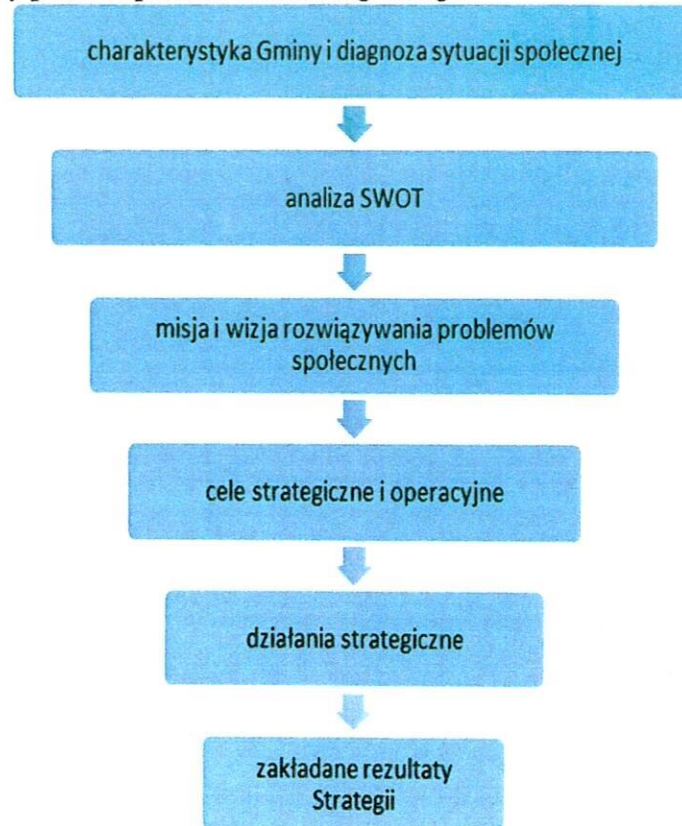 charakterystyka Gminy i diagnoza sytuacji społecznej
analiza SWOT
misja i wizja rozwiązywania problemów
społecznych
cele strategiczne i operacyjne
działania strategiczne
zakładane rezultaty
Strategii